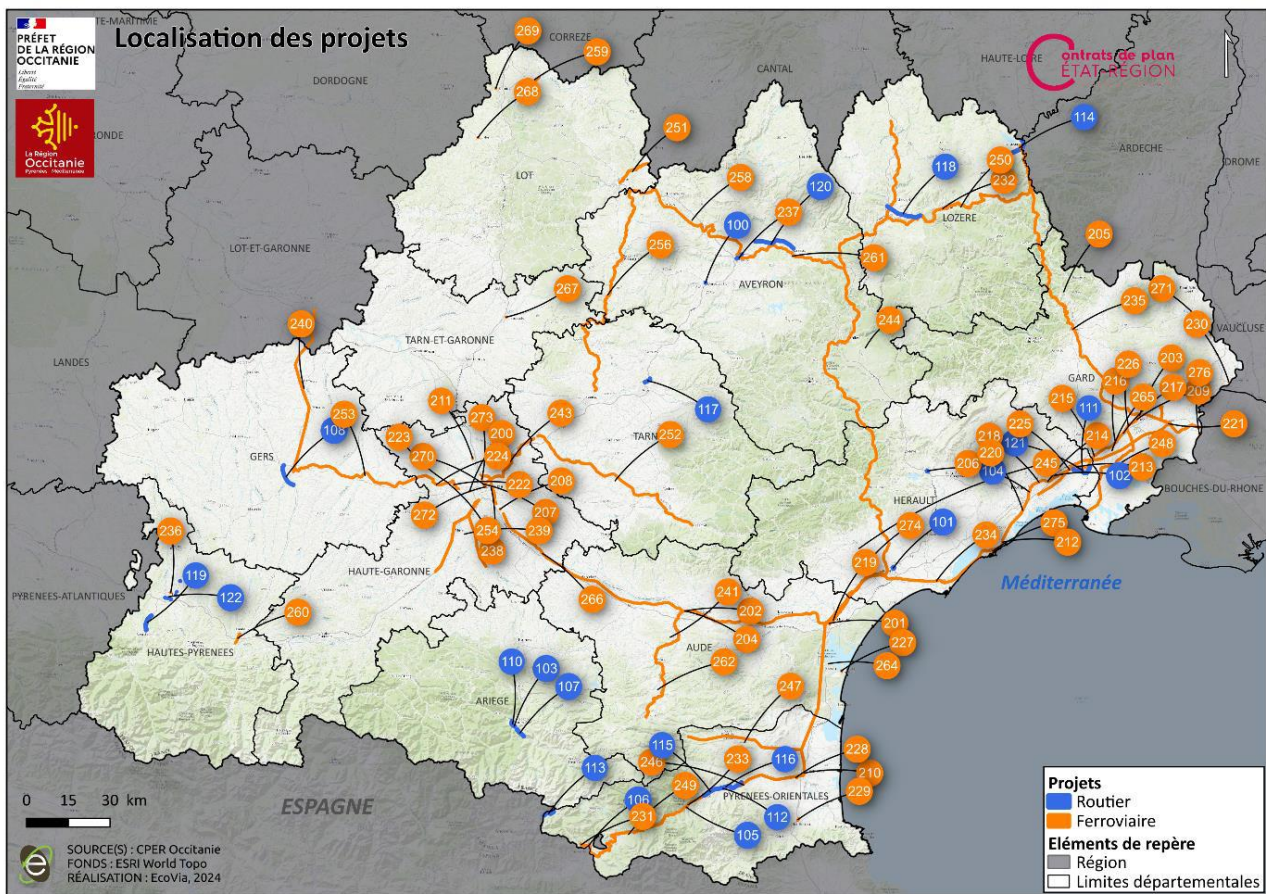 PRÉFET
DE LA RÉGION
OCCITANIE
Liberté
Égalité
Fraternité
La Région
Occitanie
Pyrénées - Méditerranée
Localisation des projets
Contrats de plan
ÉTAT-RÉGION
TE-MARITIME
DORDOGNE
CORREZE
CANTAL
HAUTE-LOIRE
ARDECHE
DROME
RONDE
LOT
LOZERE
LOT-ET-GARONNE
AVEYRON
LANDES
TARN-ET-GARONNE
GARD
VAUCLUSE
GERS
TARN
HERAULT
BOUCHES-DU-RHONE
PYRENEES-ATLANTIQUES
HAUTE-GARONNE
HAUTES-PYRENEES
AUDE
ARIEGE
PYRENEES-ORIENTALES
ESPAGNE
Méditerranée
269
259
268
251
114
258
120
118
250
232
237
100
205
256
261
267
235
271
240
244
230
226
203
276
216
217
209
211
273
243
117
215
111
265
253
108
200
252
225
214
221
223
224
218
121
248
270
220
222
208
206
104
245
102
213
272
207
254
239
238
274
101
275
236
234
212
119
122
219
266
241
202
260
204
201
227
262
264
110
103
107
247
115
228
113
246
233
116
210
249
229
106
231
112
105
0 15 30 km
SOURCE(S) : CPER Occitanie
FONDS : ESRI World Topo
RÉALISATION : EcoVia, 2024
Projets
Routier
Ferroviaire
Eléments de repère
Région
Limites départementales